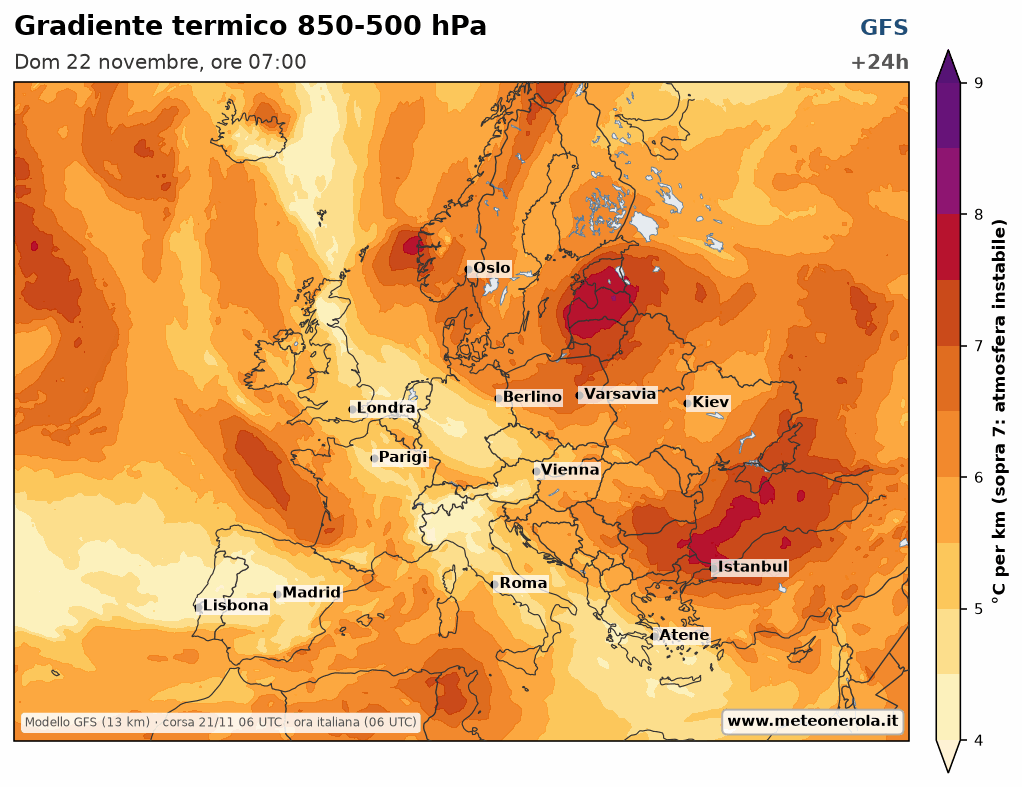 Gradiente termico 850-500 hPa
GFS
Dom 22 novembre, ore 07:00
+24h
9
8
7
6
5
4
°C per km (sopra 7: atmosfera instabile)
Oslo
Berlino
Varsavia
Kiev
Londra
Parigi
Vienna
Istanbul
Roma
Madrid
Lisbona
Atene
Modello GFS (13 km) · corsa 21/11 06 UTC · ora italiana (06 UTC)
www.meteonerola.it